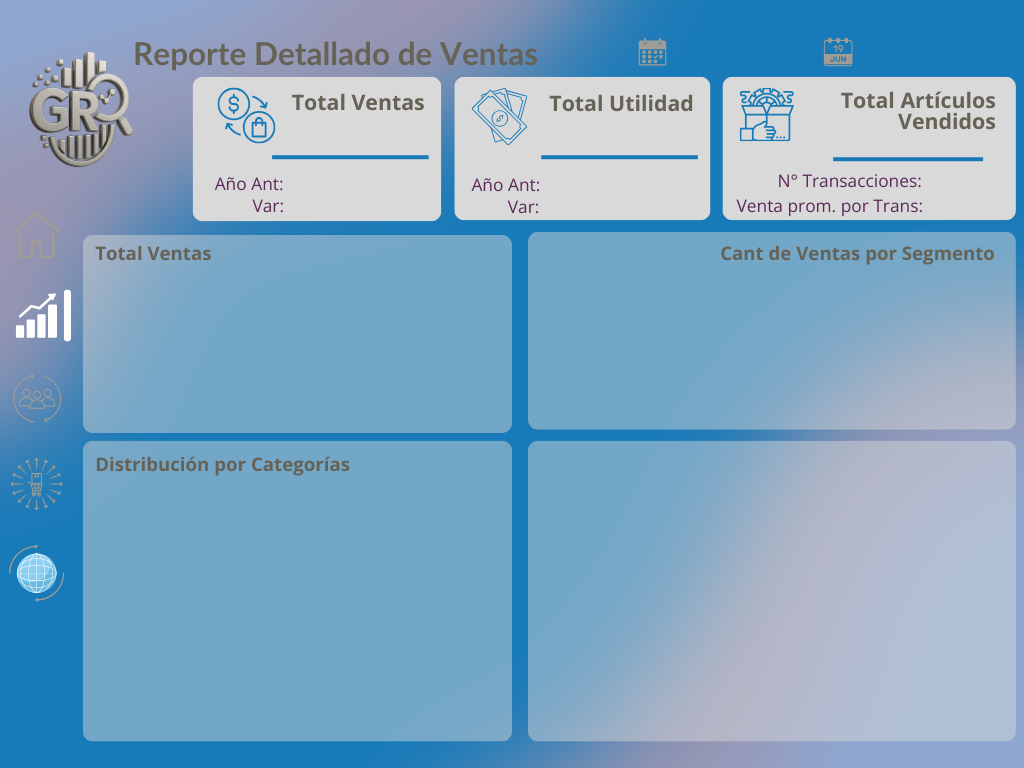 Reporte Detallado de Ventas
19
JUN
GR
Total Ventas
Año Ant:
Var:
Total Utilidad
Año Ant:
Var:
Total Artículos
Vendidos
N° Transacciones:
Venta prom. por Trans:
Total Ventas
Cant de Ventas por Segmento
Distribución por Categorías